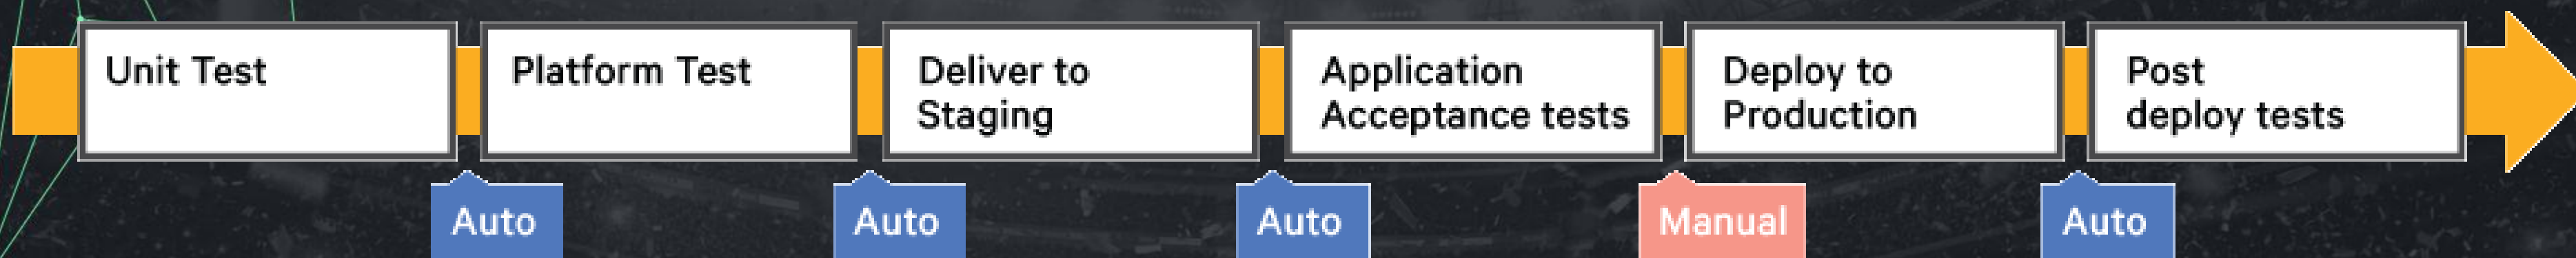 Unit Test
Platform Test
Deliver to
Staging
Application
Acceptance tests
Deploy to
Production
Post
deploy tests
Auto
Auto
Auto
Manual
Auto